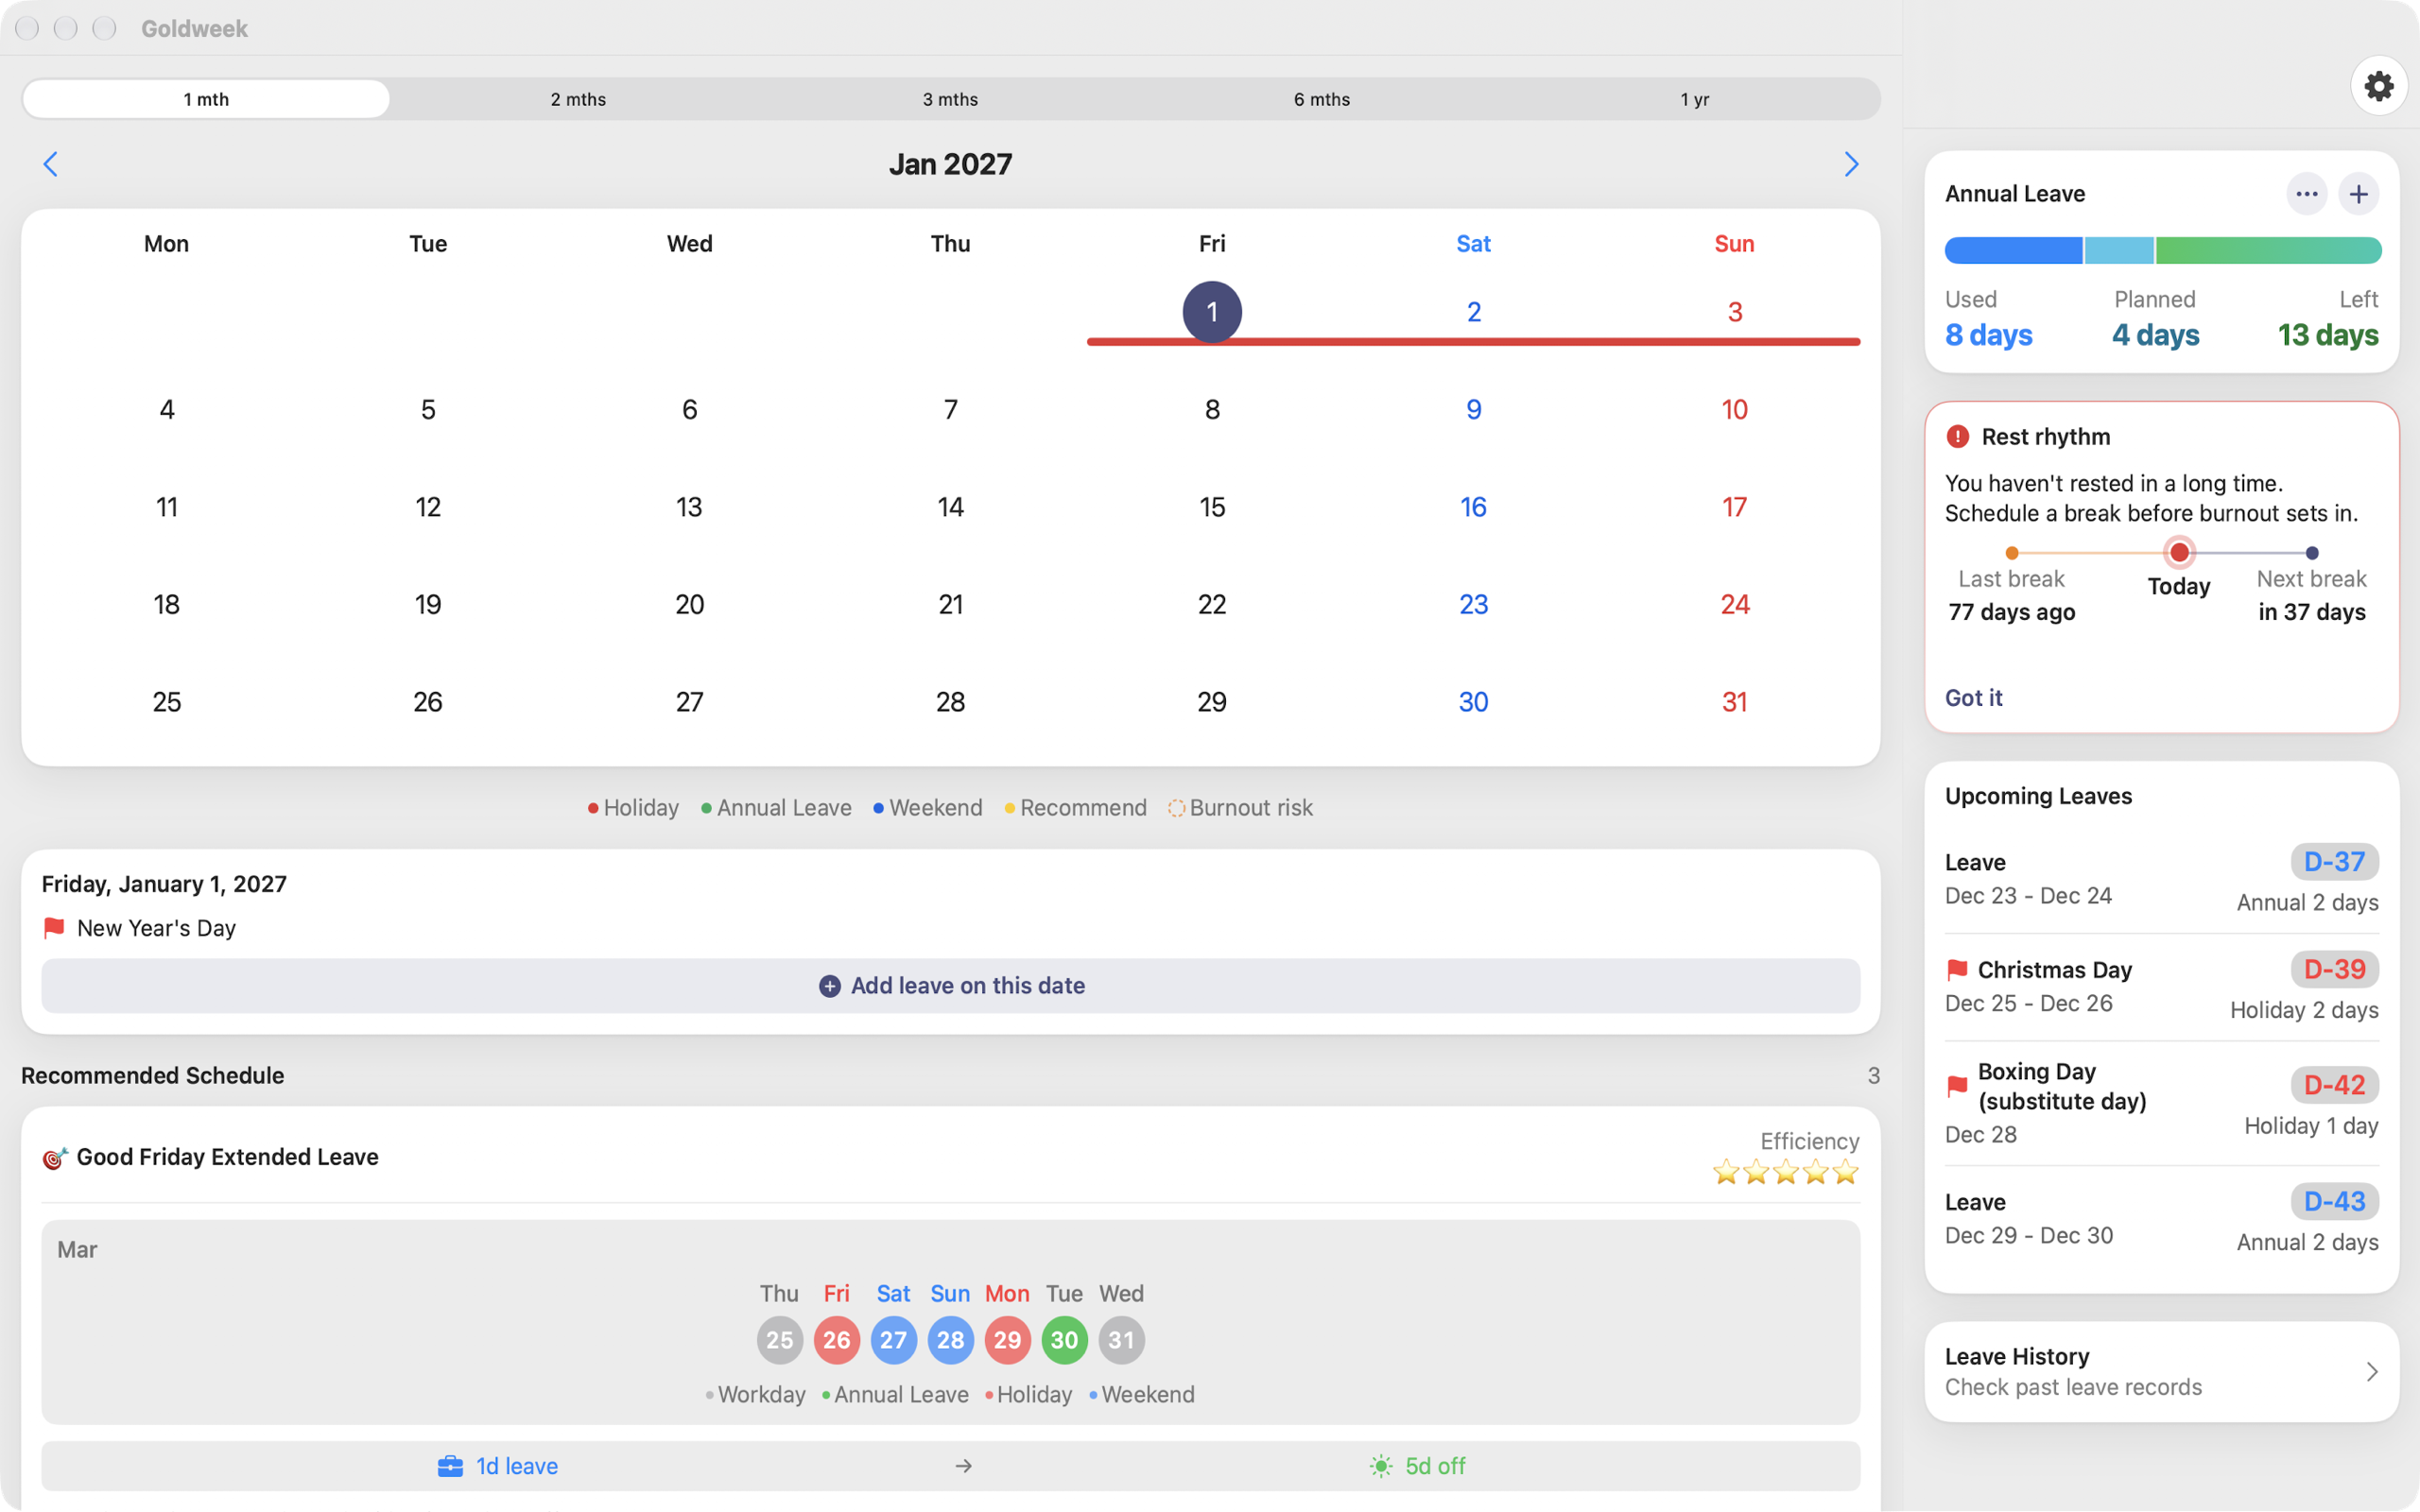 Goldweek
1 mth
2 mths
3 mths
6 mths
1 yr
Jan 2027
Mon Tue Wed Thu Fri Sat Sun
1 2 3
4 5 6 7 8 9 10
11 12 13 14 15 16 17
18 19 20 21 22 23 24
25 26 27 28 29 30 31
Holiday Annual Leave Weekend Recommend Burnout risk
Friday, January 1, 2027
New Year's Day
Add leave on this date
Recommended Schedule 3
Good Friday Extended Leave
Efficiency
Mar
Thu Fri Sat Sun Mon Tue Wed
25 26 27 28 29 30 31
Workday Annual Leave Holiday Weekend
1d leave → 5d off
Annual Leave
Used Planned Left
8 days 4 days 13 days
Rest rhythm
You haven't rested in a long time.
Schedule a break before burnout sets in.
Last break Today Next break
77 days ago in 37 days
Got it
Upcoming Leaves
Leave D-37
Dec 23 - Dec 24 Annual 2 days
Christmas Day D-39
Dec 25 - Dec 26 Holiday 2 days
Boxing Day
(substitute day) D-42
Dec 28 Holiday 1 day
Leave D-43
Dec 29 - Dec 30 Annual 2 days
Leave History
Check past leave records